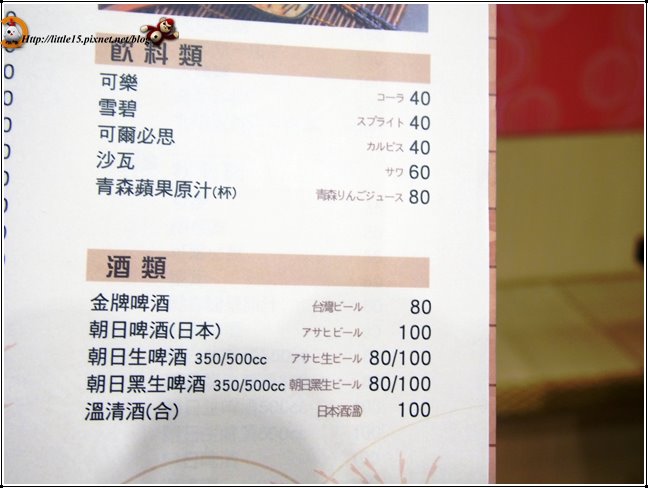 Http://little15.pixnet.net/blog
飲料類
可樂 コーラ 40
雪碧 スプライト 40
可爾必思 カルピス 40
沙瓦 サワ 60
青森蘋果原汁(杯) 青森りんごジュース 80
酒類
金牌啤酒 台灣ビール 80
朝日啤酒(日本) アサヒビール 100
朝日生啤酒 350/500cc アサヒ生ビール 80/100
朝日黑生啤酒 350/500cc 朝日黑生ビール 80/100
溫清酒(合) 日本酒(溫) 100